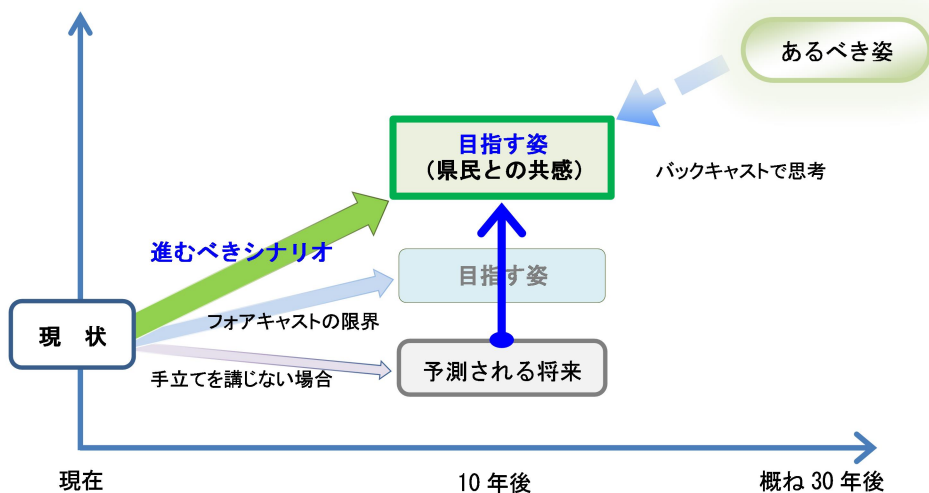 あるべき姿
目指す姿
（県民との共感）
バックキャストで思考
進むべきシナリオ
目指す姿
現　状
フォアキャストの限界
手立てを講じない場合
予測される将来
現在
10 年後
概ね 30 年後